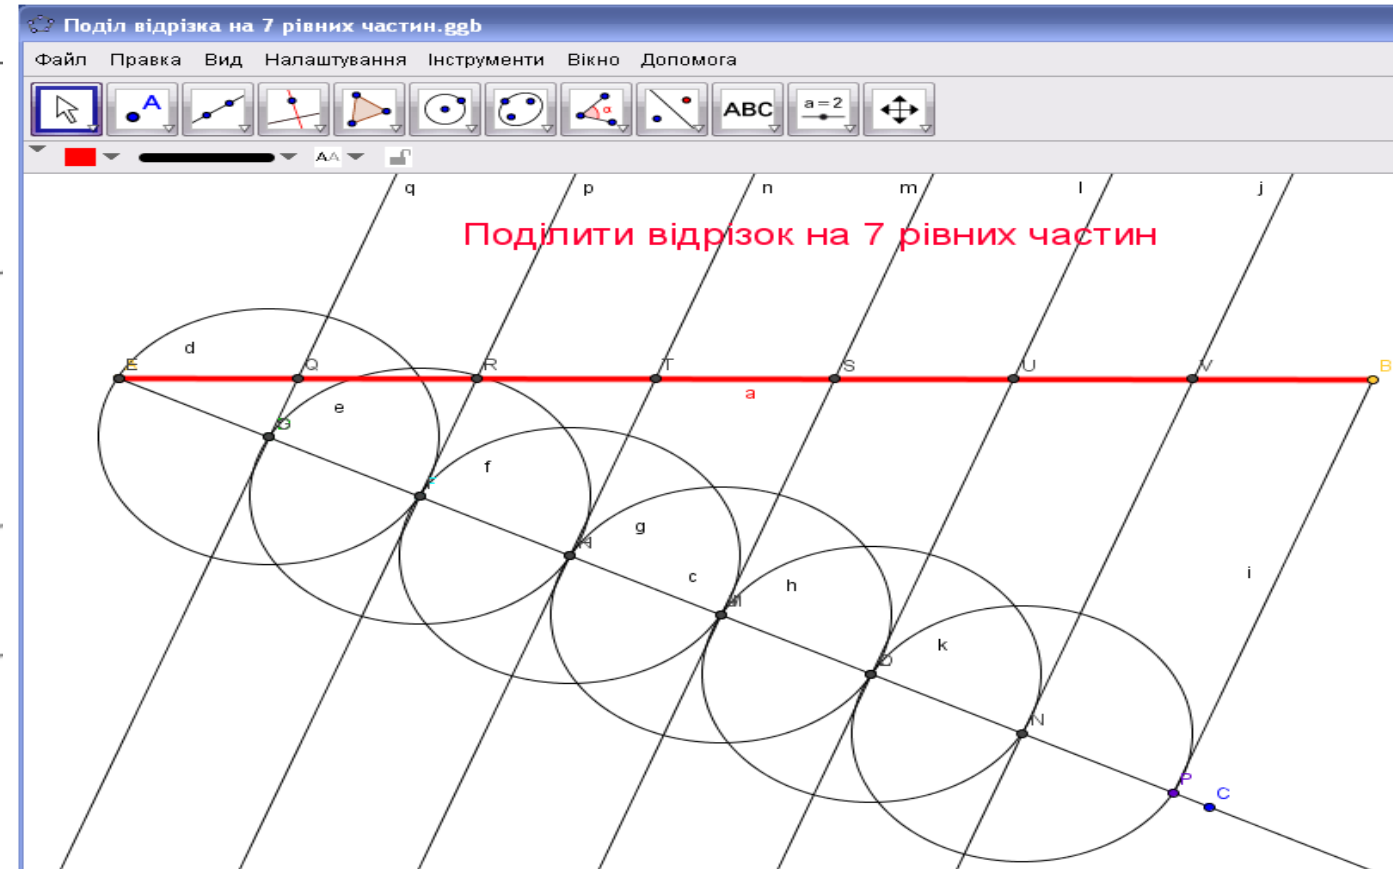 Поділ відрізка на 7 рівних частин.ggb
Файл Правка Вид Налаштування Інструменти Вікно Допомога
A α ABC a=2
AA
q p n m l j
Поділити відрізок на 7 рівних частин
d
E Q R T S U V B
a
e
f
g
c h i
k
N
P
C